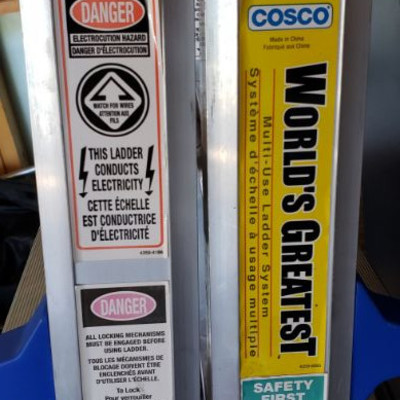 DANGER
ELECTROCUTION HAZARD
DANGER D'ÉLECTROCUTION
WATCH FOR WIRES
ATTENTION AUX
FILS
THIS LADDER
CONDUCTS
ELECTRICITY
CETTE ÉCHELLE
EST CONDUCTRICE
D'ÉLECTRICITÉ
DANGER
ALL LOCKING MECHANISMS
MUST BE ENGAGED BEFORE
USING LADDER.
TOUS LES MÉCANISMES DE
BLOCAGE DOIVENT ÊTRE
ENCLENCHÉS AVANT
D'UTILISER L'ÉCHELLE.
To Lock
Pour verrouiller
COSCO
Made in China
Fabriqué en Chine
WORLD'S GREATEST
Multi-Use Ladder System
Système d'échelle à usage multiple
SAFETY
FIRST